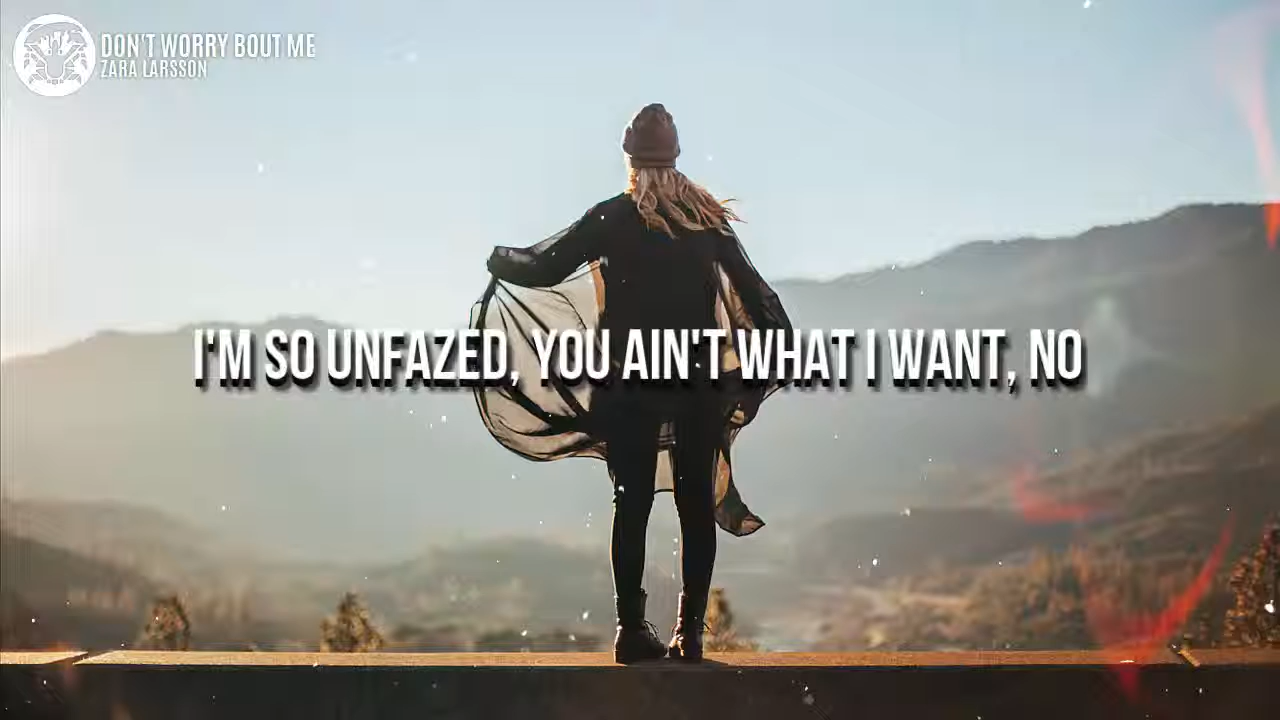 DON'T WORRY BOUT ME
ZARA LARSSON
I'M SO UNFAZED, YOU AIN'T WHAT I WANT, NO